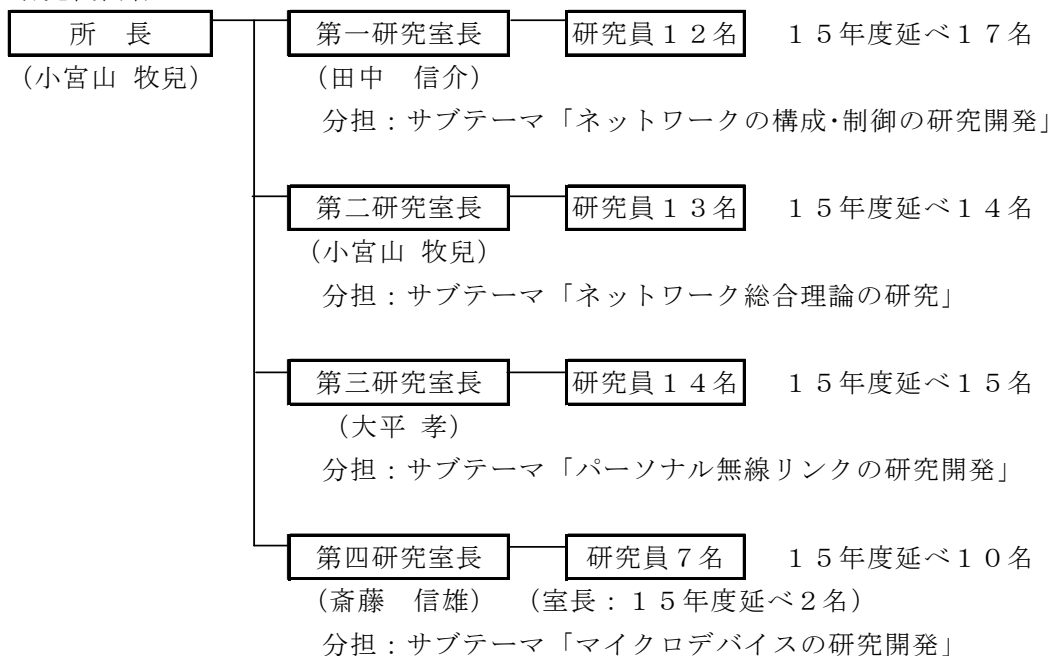 所　長　第一研究室長　研究員１２名　１５年度延べ１７名
（小宮山 牧兒）　（田中　信介）
分担：サブテーマ「ネットワークの構成･制御の研究開発」
第二研究室長　研究員１３名　１５年度延べ１４名
（小宮山 牧兒）
分担：サブテーマ「ネットワーク総合理論の研究」
第三研究室長　研究員１４名　１５年度延べ１５名
（大平 孝）
分担：サブテーマ「パーソナル無線リンクの研究開発」
第四研究室長　研究員７名　１５年度延べ１０名
（斎藤　信雄）　（室長：１５年度延べ２名）
分担：サブテーマ「マイクロデバイスの研究開発」